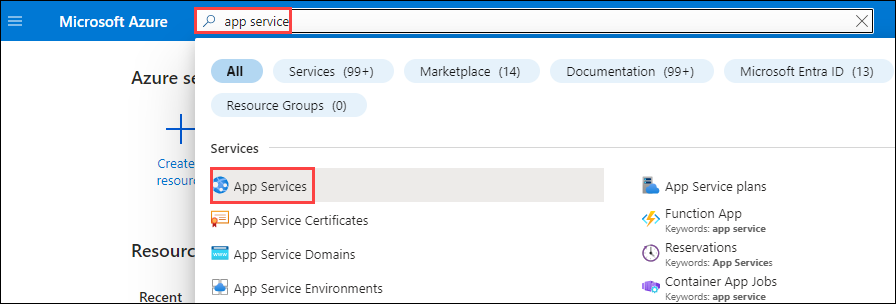 Microsoft Azure
app service
All
Services (99+)
Marketplace (14)
Documentation (99+)
Microsoft Entra ID (13)
Resource Groups (0)
Azure se
Create
resourc
Services
App Services
App Service Certificates
App Service Domains
App Service Environments
App Service plans
Function App
Keywords: app service
Reservations
Keywords: App Services
Container App Jobs
Keywords: app service
Resourc
Recent